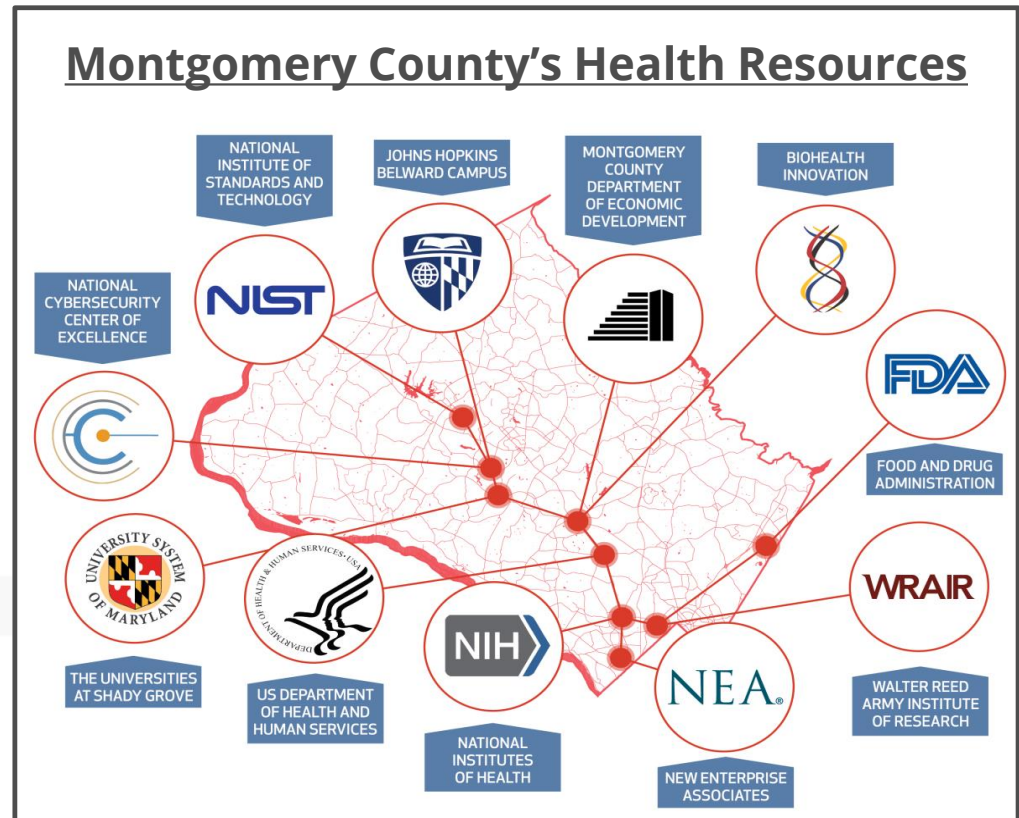 Montgomery County's Health Resources
NATIONAL
INSTITUTE OF
STANDARDS AND
TECHNOLOGY
JOHNS HOPKINS
BELWARD CAMPUS
MONTGOMERY
COUNTY
DEPARTMENT
OF ECONOMIC
DEVELOPMENT
BIOHEALTH
INNOVATION
NATIONAL
CYBERSECURITY
CENTER OF
EXCELLENCE
NIST
FDA
FOOD AND DRUG
ADMINISTRATION
UNIVERSITY SYSTEM
OF MARYLAND
THE UNIVERSITIES
AT SHADY GROVE
DEPARTMENT OF HEALTH & HUMAN SERVICES • USA
US DEPARTMENT
OF HEALTH AND
HUMAN SERVICES
NIH
NATIONAL
INSTITUTES
OF HEALTH
NEA®
NEW ENTERPRISE
ASSOCIATES
WRAIR
WALTER REED
ARMY INSTITUTE
OF RESEARCH